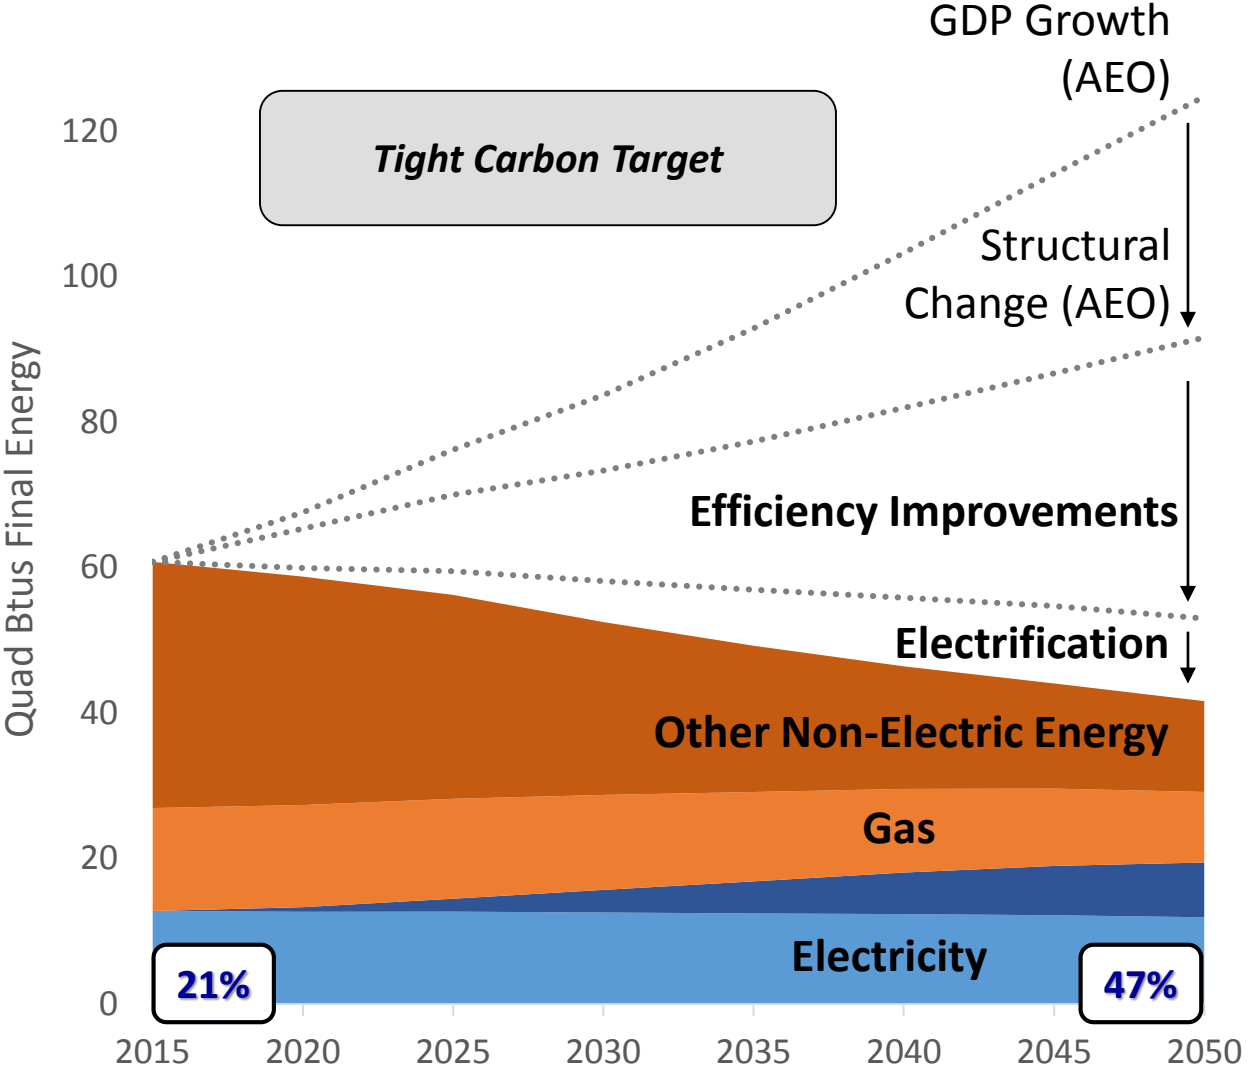 GDP Growth
(AEO)
120
Tight Carbon Target
Structural
Change (AEO)
100
80
Quad Btus Final Energy
Efficiency Improvements
60
Electrification
40
Other Non-Electric Energy
Gas
20
Electricity
21%
47%
0
2015 2020 2025 2030 2035 2040 2045 2050